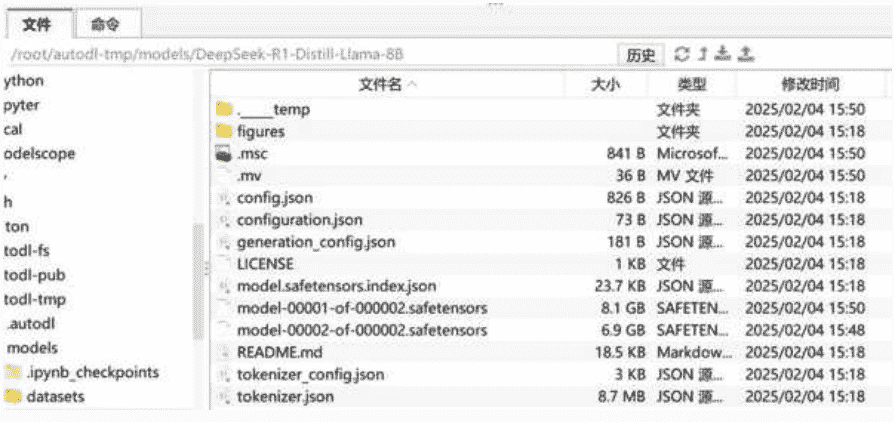 文件 命令
/root/autodl-tmp/models/DeepSeek-R1-Distill-Llama-8B 历史
ython
pyter
cal
odelscope
h
ton
todl-fs
todl-pub
todl-tmp
.autodl
models
.ipynb_checkpoints
datasets
文件名 大小 类型 修改时间
.____temp 文件夹 2025/02/04 15:50
figures 文件夹 2025/02/04 15:18
.msc 841 B Microsof... 2025/02/04 15:50
.mv 36 B MV 文件 2025/02/04 15:50
config.json 826 B JSON 源... 2025/02/04 15:18
configuration.json 73 B JSON 源... 2025/02/04 15:18
generation_config.json 181 B JSON 源... 2025/02/04 15:18
LICENSE 1 KB 文件 2025/02/04 15:18
model.safetensors.index.json 23.7 KB JSON 源... 2025/02/04 15:18
model-00001-of-000002.safetensors 8.1 GB SAFETEN... 2025/02/04 15:50
model-00002-of-000002.safetensors 6.9 GB SAFETEN... 2025/02/04 15:48
README.md 18.5 KB Markdow... 2025/02/04 15:18
tokenizer_config.json 3 KB JSON 源... 2025/02/04 15:18
tokenizer.json 8.7 MB JSON 源... 2025/02/04 15:18